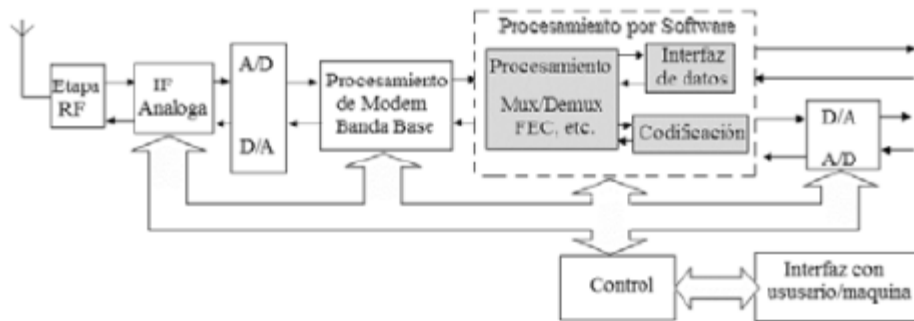 Procesamiento por Software
Etapa
RF
IF
Analoga
A/D
D/A
Procesamiento
de Modem
Banda Base
Procesamiento
Mux/Demux
FEC, etc.
Interfaz
de datos
Codificación
D/A
A/D
Control
Interfaz con
ususario/maquina